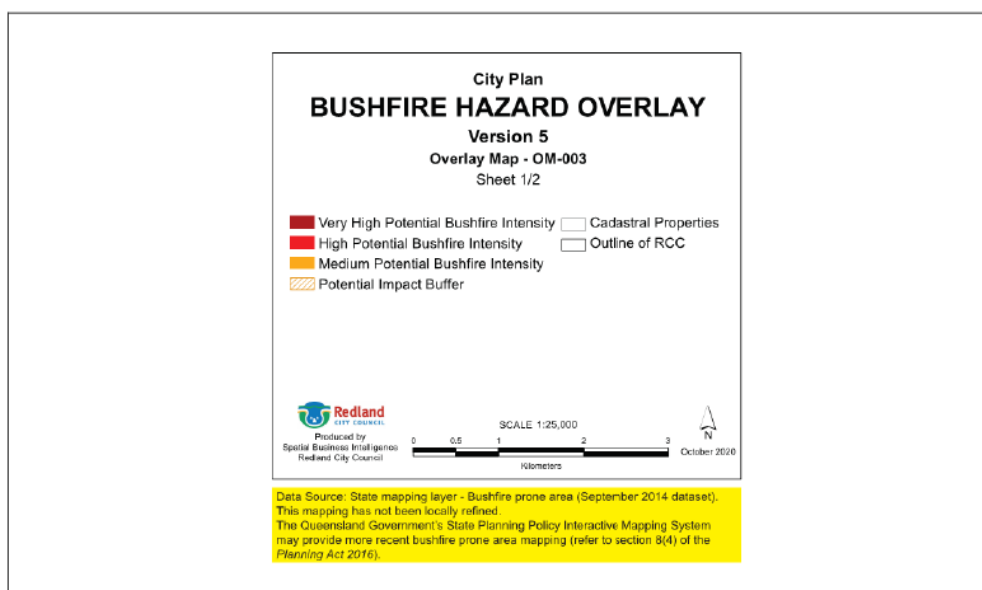 City Plan
BUSHFIRE HAZARD OVERLAY
Version 5
Overlay Map - OM-003
Sheet 1/2
Very High Potential Bushfire Intensity
High Potential Bushfire Intensity
Medium Potential Bushfire Intensity
Potential Impact Buffer
Cadastral Properties
Outline of RCC
Redland
CITY COUNCIL
Produced by
Spatial Business Intelligence
Redland City Council
SCALE 1:25,000
0 0.5 1 2 3
Kilometers
N
October 2020
Data Source: State mapping layer - Bushfire prone area (September 2014 dataset).
This mapping has not been locally refined.
The Queensland Government's State Planning Policy Interactive Mapping System
may provide more recent bushfire prone area mapping (refer to section 8(4) of the
Planning Act 2016).